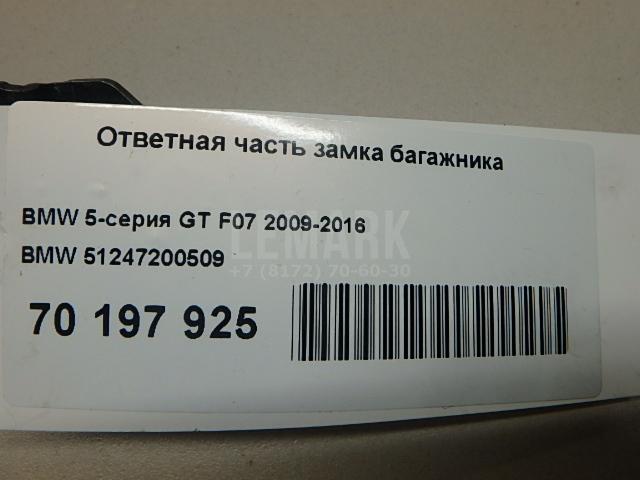 Ответная часть замка багажника
BMW 5-серия GT F07 2009-2016
LEMARK
BMW 51247200509
+7 (8172) 70-60-30
70 197 925